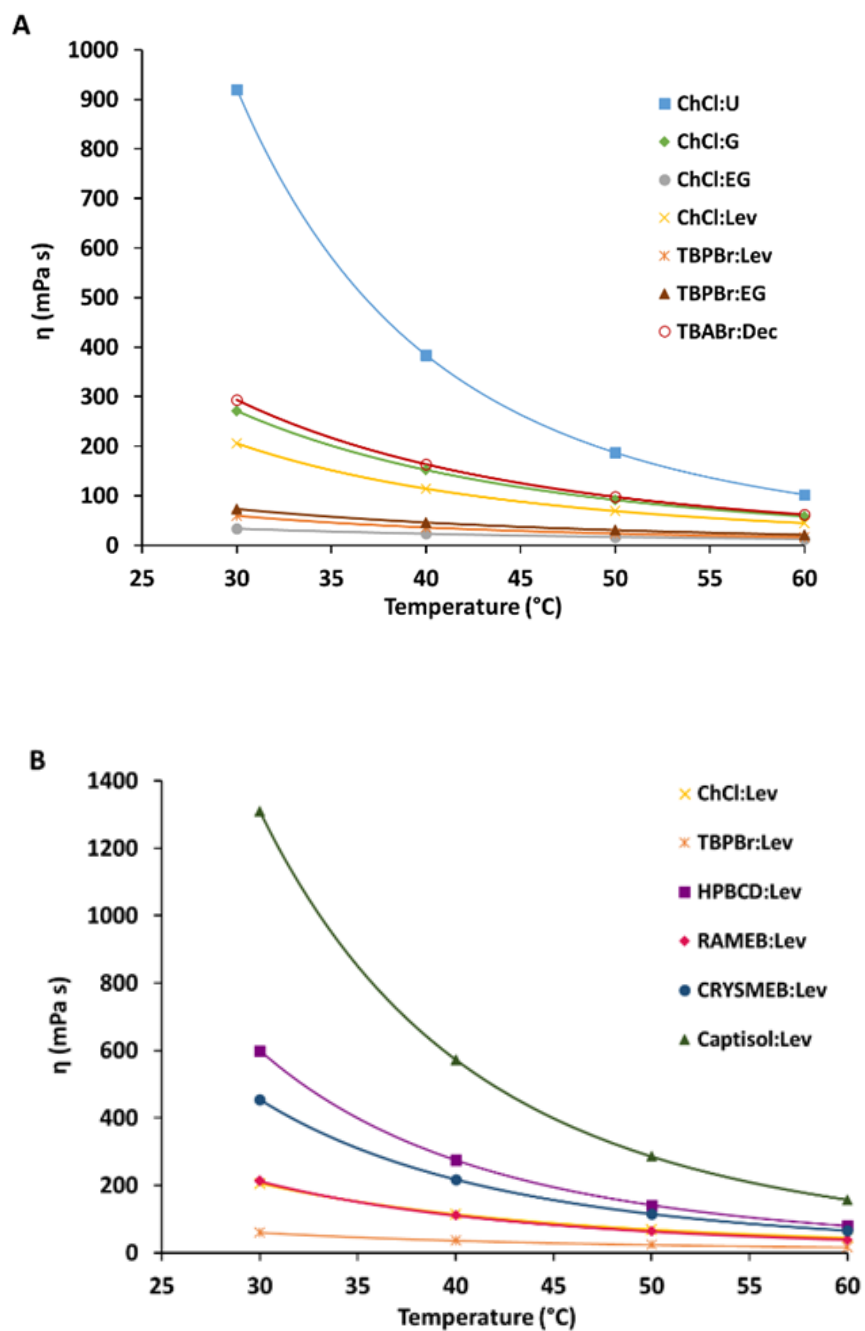 A
1000
900
800
700
600
500
400
300
200
100
0
η (mPa s)
25 30 35 40 45 50 55 60
Temperature (°C)
ChCl:U
ChCl:G
ChCl:EG
ChCl:Lev
TBPBr:Lev
TBPBr:EG
TBABr:Dec
B
1400
1200
1000
800
600
400
200
0
η (mPa s)
25 30 35 40 45 50 55 60
Temperature (°C)
ChCl:Lev
TBPBr:Lev
HPBCD:Lev
RAMEB:Lev
CRYSMEB:Lev
Captisol:Lev